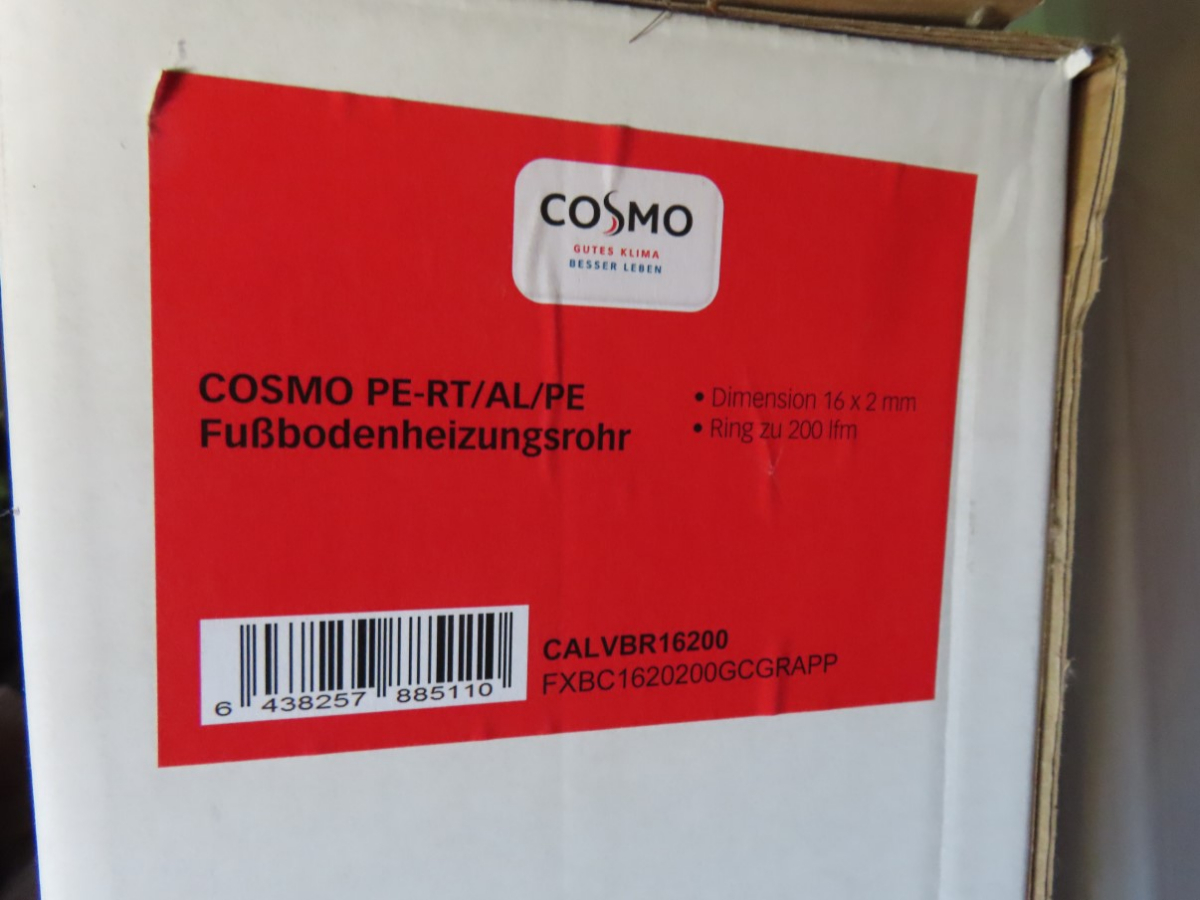 COSMO
GUTES KLIMA
BESSER LEBEN
COSMO PE-RT/AL/PE
Fußbodenheizungsrohr
• Dimension 16 x 2 mm
• Ring zu 200 lfm
6 438257 885110
CALVBR16200
FXBC1620200GCGRAPP